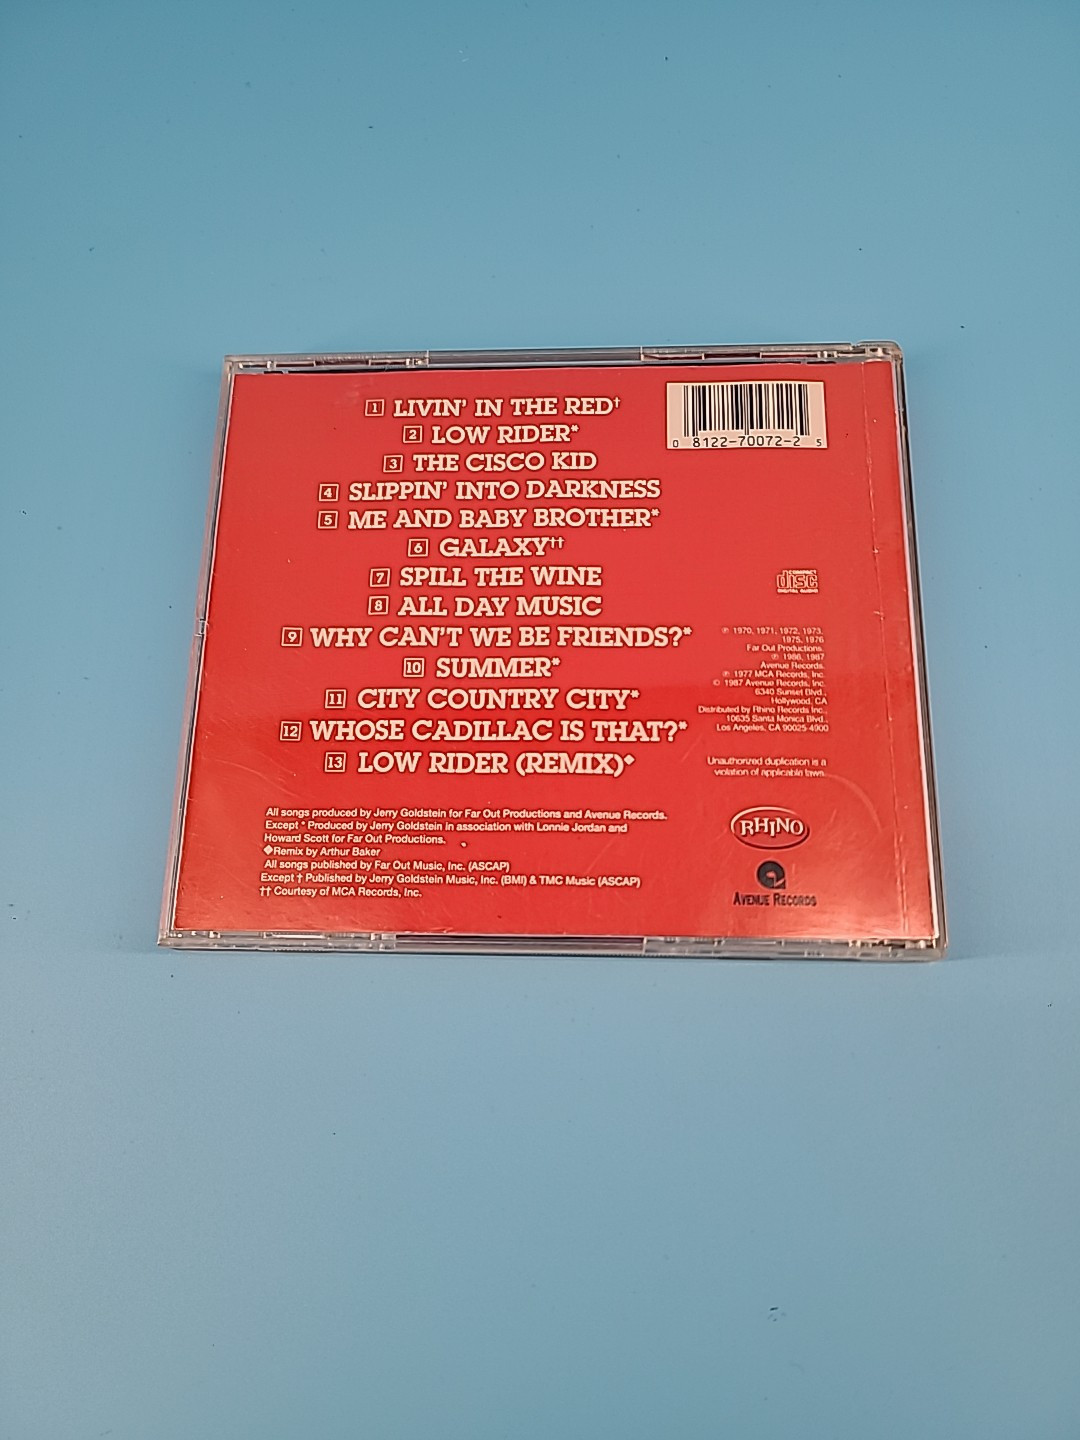 1 LIVIN' IN THE RED†
2 LOW RIDER*
3 THE CISCO KID
4 SLIPPIN' INTO DARKNESS
5 ME AND BABY BROTHER*
6 GALAXY††
7 SPILL THE WINE
8 ALL DAY MUSIC
9 WHY CAN'T WE BE FRIENDS?*
10 SUMMER*
11 CITY COUNTRY CITY*
12 WHOSE CADILLAC IS THAT?*
13 LOW RIDER (REMIX)◆
All songs produced by Jerry Goldstein for Far Out Productions and Avenue Records.
Except * Produced by Jerry Goldstein in association with Lonnie Jordan and
Howard Scott for Far Out Productions.
◆Remix by Arthur Baker
All songs published by Far Out Music, Inc. (ASCAP)
Except † Published by Jerry Goldstein Music, Inc. (BMI) & TMC Music (ASCAP)
†† Courtesy of MCA Records, Inc.
0 8122-70072-2 5
COMPACT
disc
DIGITAL AUDIO
℗ 1970, 1971, 1972, 1973,
1975, 1976
Far Out Productions.
℗ 1986, 1987
Avenue Records.
℗ 1977 MCA Records, Inc.
© 1987 Avenue Records, Inc.
6340 Sunset Blvd.,
Hollywood, CA
Distributed by Rhino Records Inc.,
10635 Santa Monica Blvd.,
Los Angeles, CA 90025-4900
Unauthorized duplication is a
violation of applicable laws.
RHINO
AVENUE RECORDS